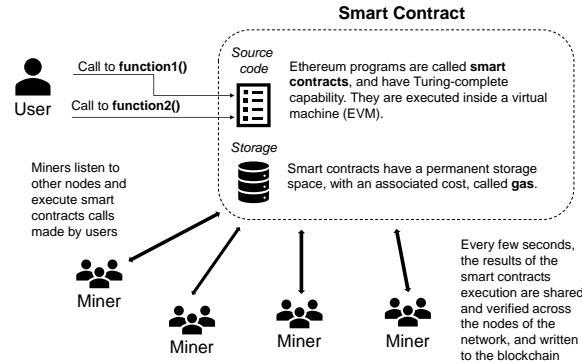 Smart Contract
Source
code
Call to function1()
Call to function2()
User
Ethereum programs are called smart
contracts, and have Turing-complete
capability. They are executed inside a virtual
machine (EVM).
Storage
Smart contracts have a permanent storage
space, with an associated cost, called gas.
Miners listen to
other nodes and
execute smart
contracts calls
made by users
Miner
Miner
Miner
Miner
Every few seconds,
the results of the
smart contracts
execution are shared
and verified across
the nodes of the
network, and written
to the blockchain